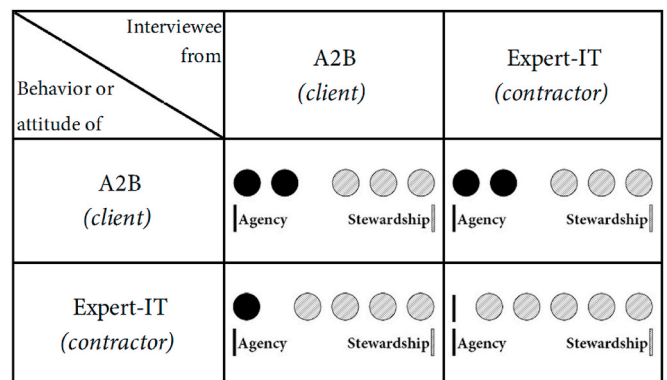 Interviewee
from
Behavior or
attitude of
A2B
(client)
Expert-IT
(contractor)
A2B
(client)
Agency Stewardship
Agency Stewardship
Expert-IT
(contractor)
Agency Stewardship
Agency Stewardship